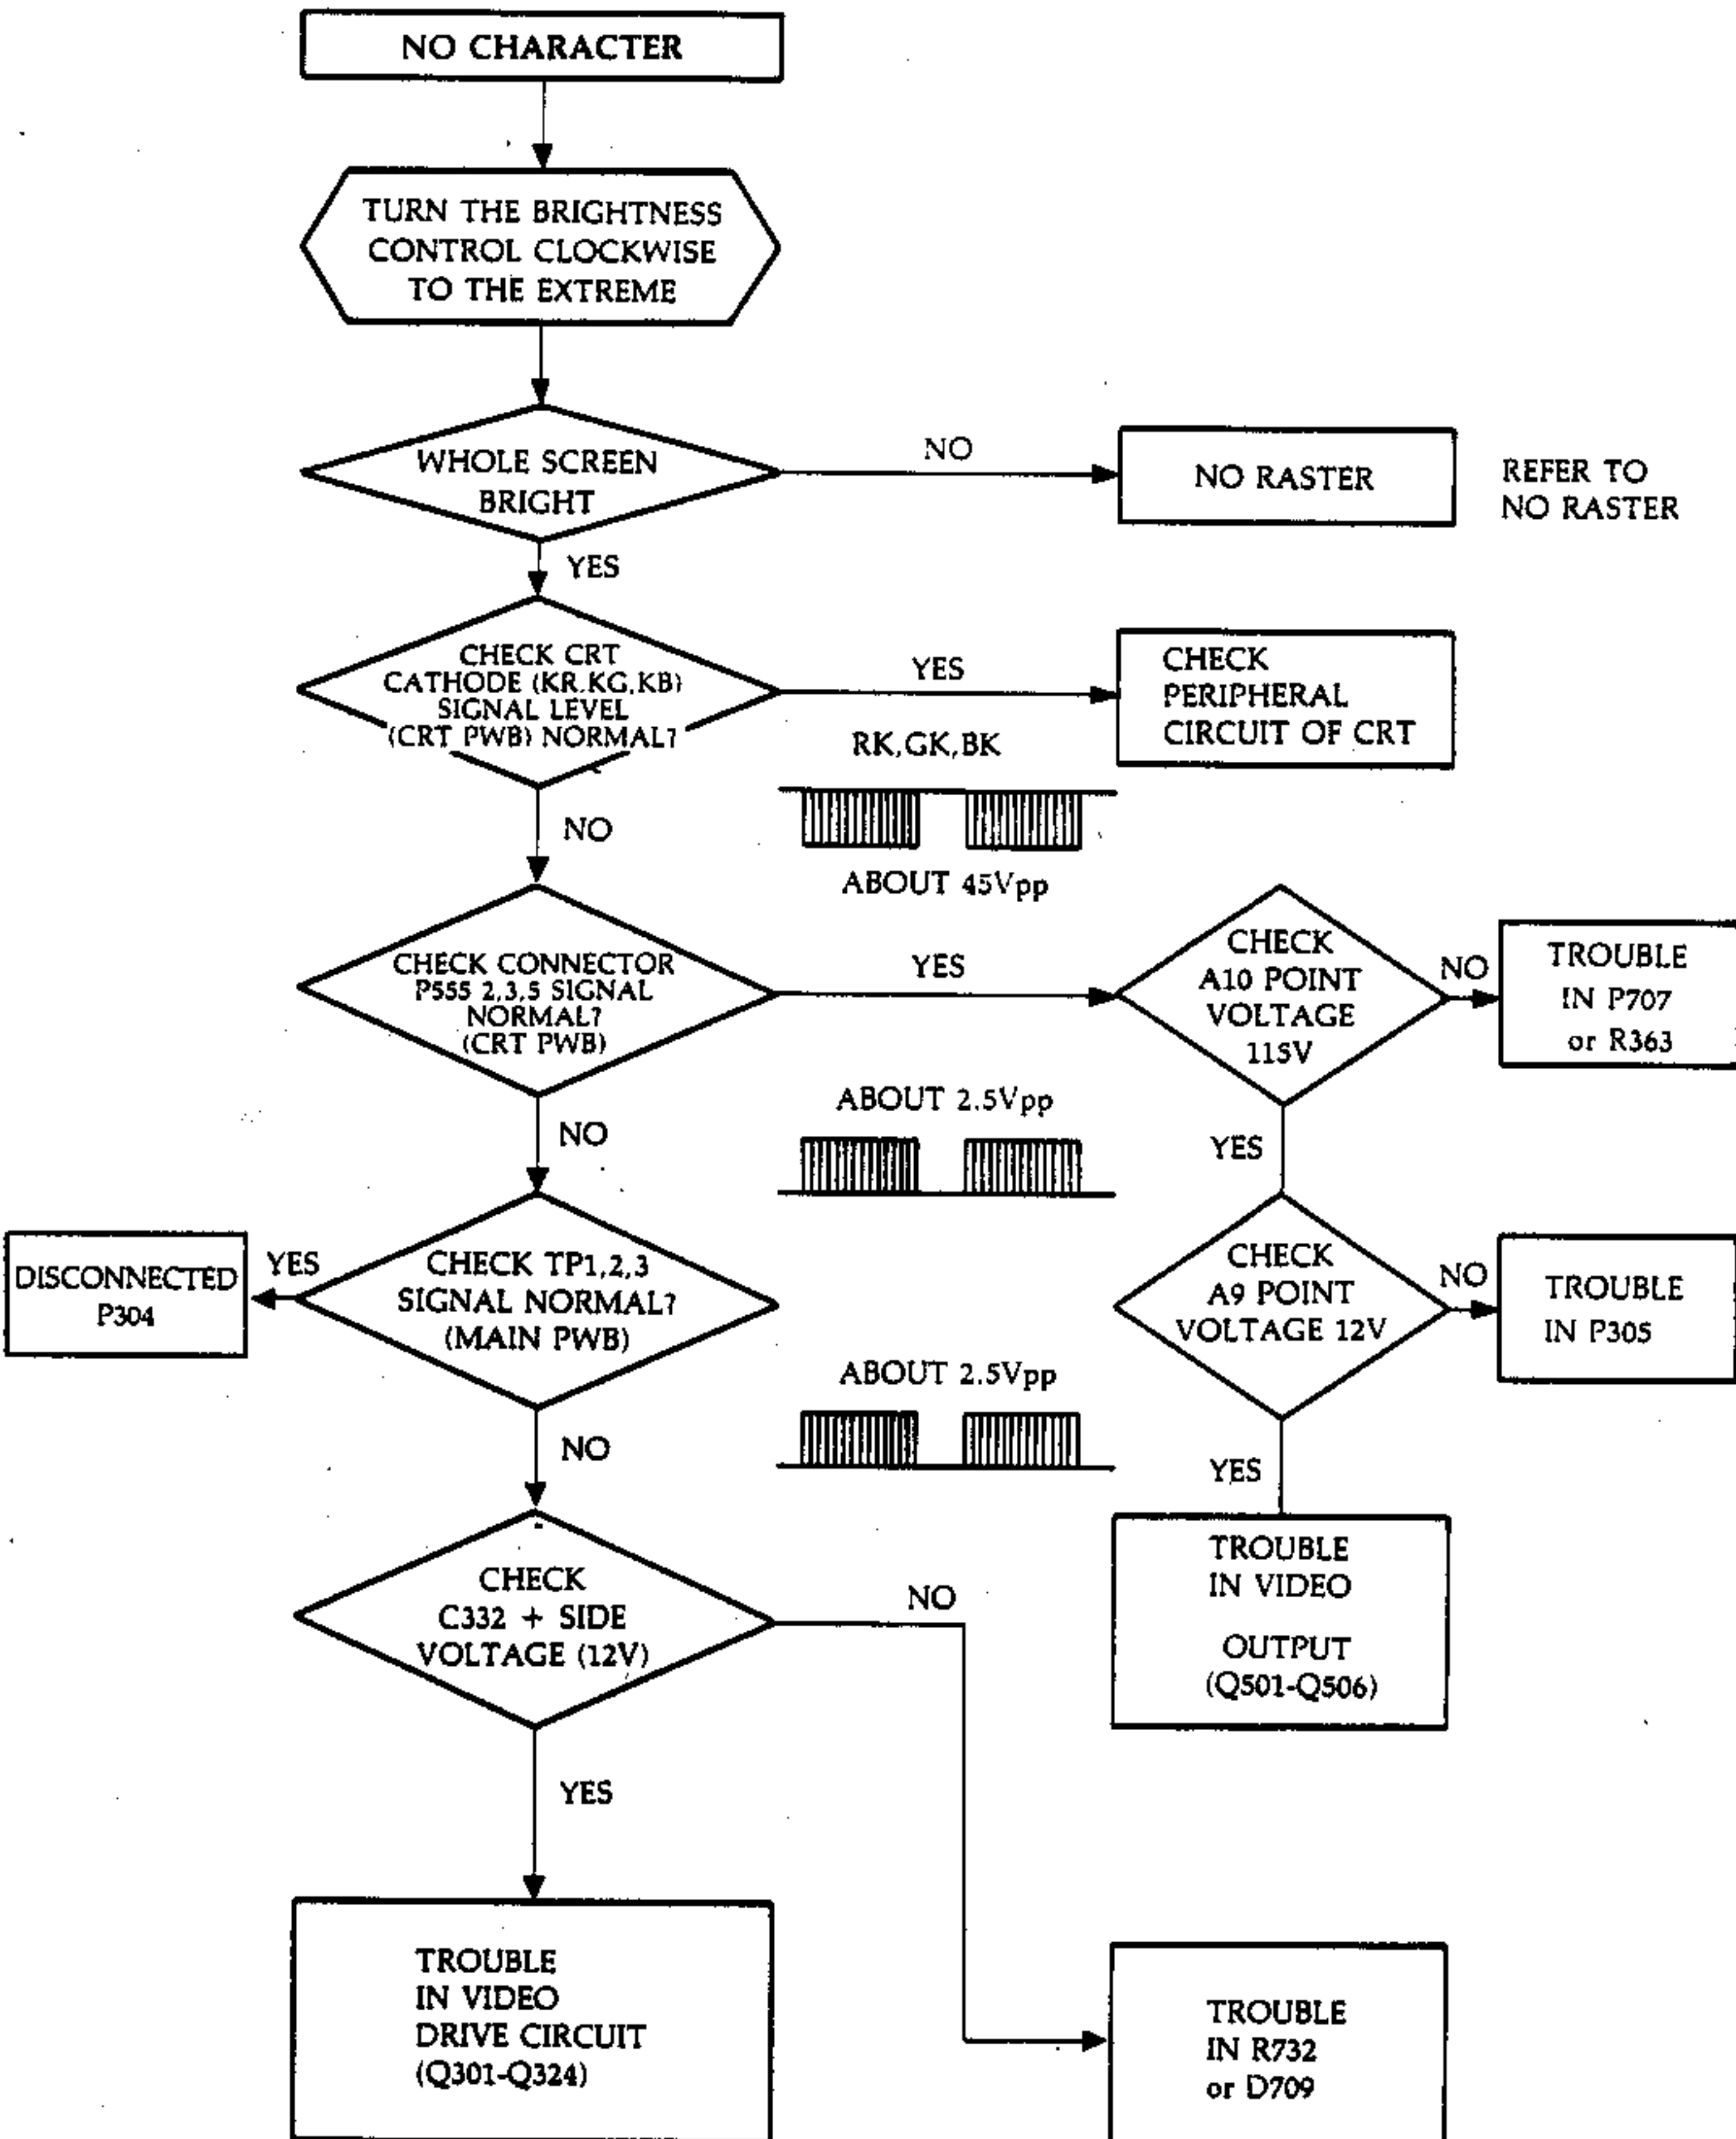 NO CHARACTER
TURN THE BRIGHTNESS
CONTROL CLOCKWISE
TO THE EXTREME
WHOLE SCREEN
BRIGHT
NO
NO RASTER
REFER TO
NO RASTER
YES
CHECK CRT
CATHODE (KR.KG,KB)
SIGNAL LEVEL
(CRT PWB) NORMAL?
YES
CHECK
PERIPHERAL
CIRCUIT OF CRT
RK,GK,BK
ABOUT 45Vpp
NO
CHECK CONNECTOR
P555 2,3,5 SIGNAL
NORMAL?
(CRT PWB)
YES
CHECK
A10 POINT
VOLTAGE
115V
NO
TROUBLE
IN P707
or R363
ABOUT 2.5Vpp
NO
YES
DISCONNECTED
P304
YES
CHECK TP1,2,3
SIGNAL NORMAL?
(MAIN PWB)
CHECK
A9 POINT
VOLTAGE 12V
NO
TROUBLE
IN P305
ABOUT 2.5Vpp
NO
YES
CHECK
C332 + SIDE
VOLTAGE (12V)
NO
TROUBLE
IN VIDEO
OUTPUT
(Q501-Q506)
YES
TROUBLE
IN VIDEO
DRIVE CIRCUIT
(Q301-Q324)
TROUBLE
IN R732
or D709